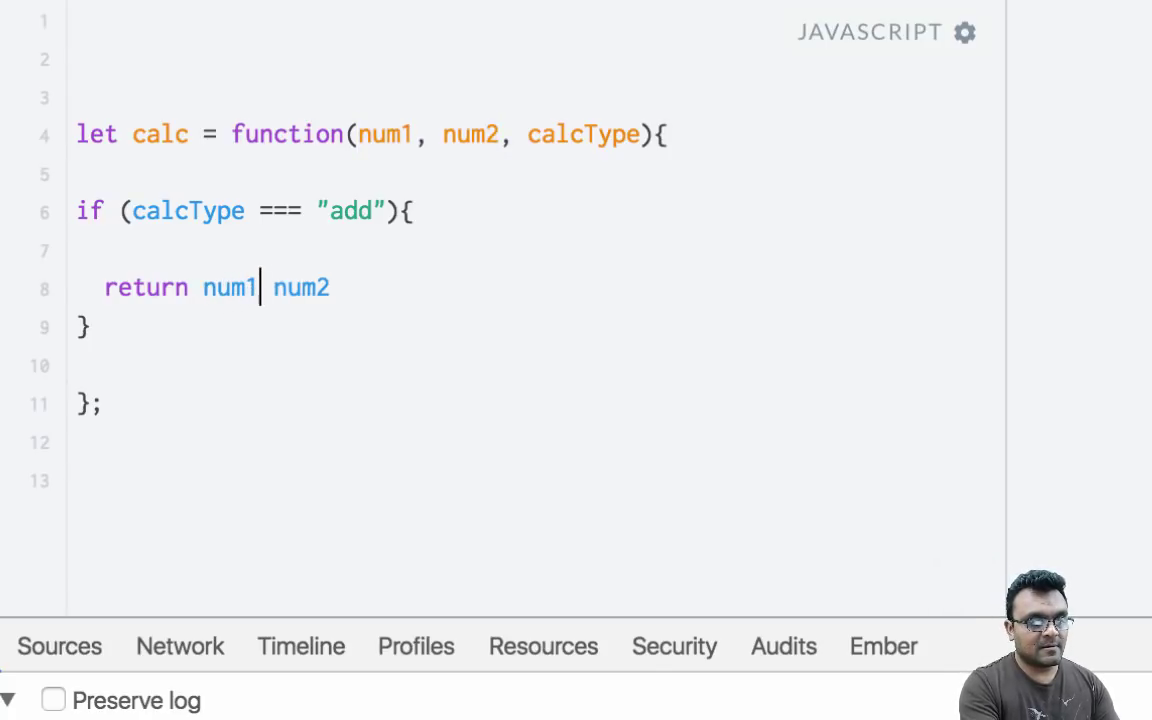 JAVASCRIPT
1
2
3
4 let calc = function(num1, num2, calcType){
5
6 if (calcType === "add"){
7
8 return num1 num2
9 }
10
11 };
12
13
Sources Network Timeline Profiles Resources Security Audits Ember
Preserve log